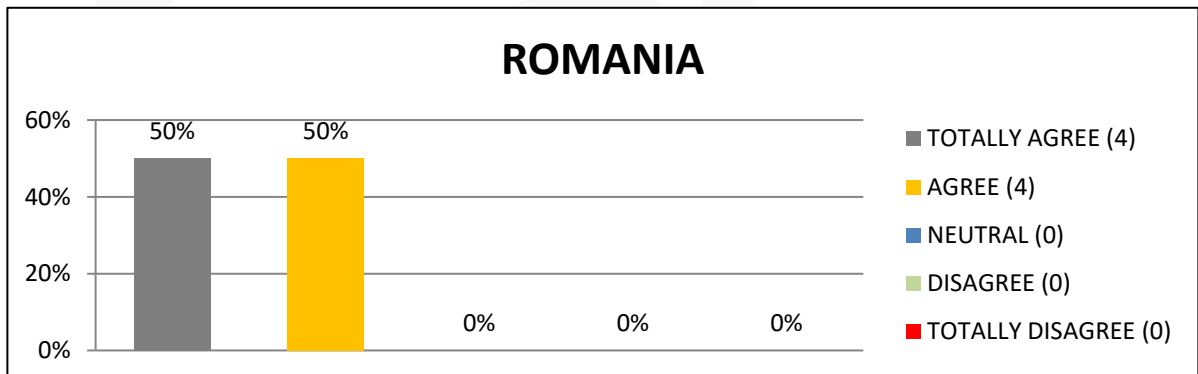 ROMANIA
60%
50%
50%
TOTALLY AGREE (4)
AGREE (4)
40%
NEUTRAL (0)
20%
DISAGREE (0)
0%
0%
0%
TOTALLY DISAGREE (0)
0%